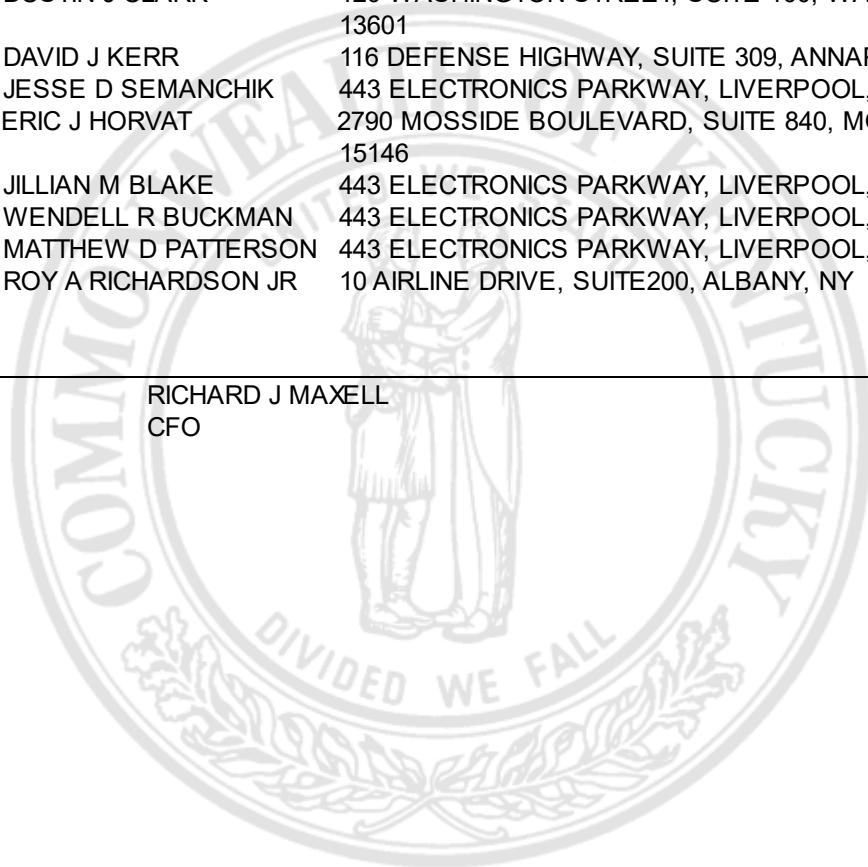 13601
DAVID J KERR 116 DEFENSE HIGHWAY, SUITE 309,
JESSE D SEMANCHIK 443 ELECTRONICS PARKWAY, LIVERPOOL,
ERIC J HORVAT 2790 MOSSIDE BOULEVARD, SUITE 840,
15146
JILLIAN M BLAKE 443 ELECTRONICS PARKWAY, LIVERPOOL,
WENDELL R BUCKMAN 443 ELECTRONICS PARKWAY, LIVERPOOL,
MATTHEW D PATTERSON 443 ELECTRONICS PARKWAY, LIVERPOOL,
ROY A RICHARDSON JR 10 AIRLINE DRIVE, SUITE200, ALBANY, NY
RICHARD J MAXELL
CFO
COMMONWEALTH OF KENTUCKY
UNITED WE
DIVIDED WE FALL